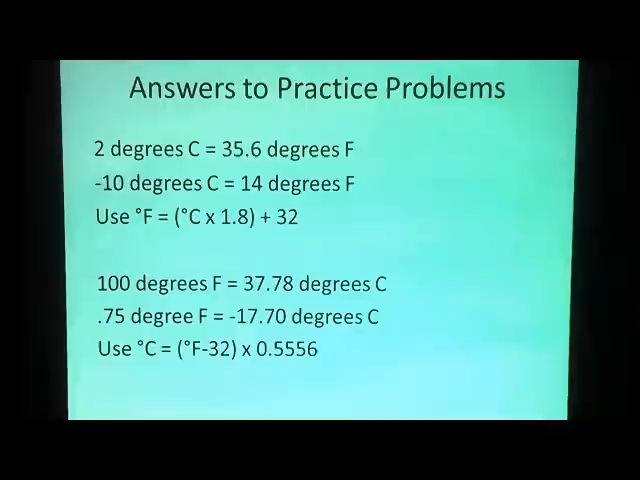 Answers to Practice Problems
2 degrees C = 35.6 degrees F
-10 degrees C = 14 degrees F
Use °F = (°C x 1.8) + 32
100 degrees F = 37.78 degrees C
.75 degree F = -17.70 degrees C
Use °C = (°F-32) x 0.5556